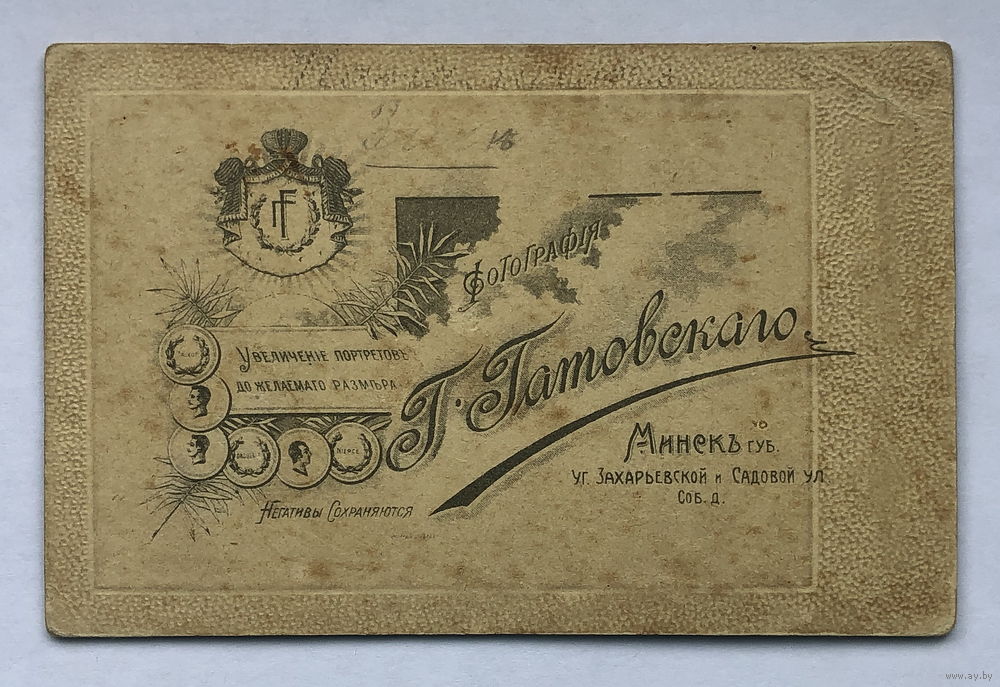 ГГ
Фотографія
Г. Гатовскаго
Увеличеніе портретовъ
до желаемаго размѣра
Минскъ губ.
уг. Захарьевской и Садовой ул.
Соб. д.
Негативы Сохраняются
www.ay.by